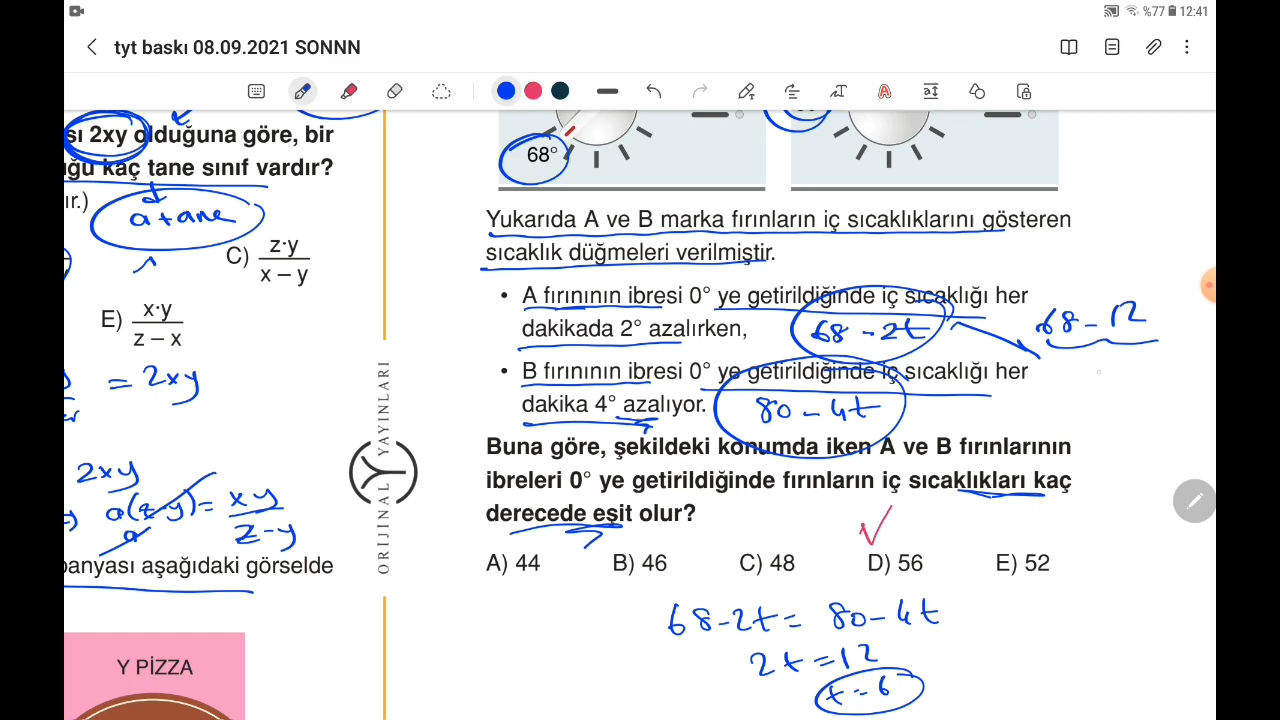 %77 12:41
tyt baskı 08.09.2021 SONNN
sı 2xy olduğuna göre, bir
ğu kaç tane sınıf vardır?
ır.)
a tane
C) z·y
x – y
E) x·y
z – x
= 2xy
2xy
a(z-y) = xy
z-y
panyası aşağıdaki görselde
Y PİZZA
ORİJİNAL YAYINLARI
68°
Yukarıda A ve B marka fırınların iç sıcaklıklarını gösteren
sıcaklık düğmeleri verilmiştir.
• A fırınının ibresi 0° ye getirildiğinde iç sıcaklığı her
dakikada 2° azalırken,
68 - 2t
68 - 12
• B fırınının ibresi 0° ye getirildiğinde iç sıcaklığı her
dakika 4° azalıyor.
80 - 4t
Buna göre, şekildeki konumda iken A ve B fırınlarının
ibreleri 0° ye getirildiğinde fırınların iç sıcaklıkları kaç
derecede eşit olur?
A) 44 B) 46 C) 48 D) 56 E) 52
68-2t = 80-4t
2t = 12
t = 6